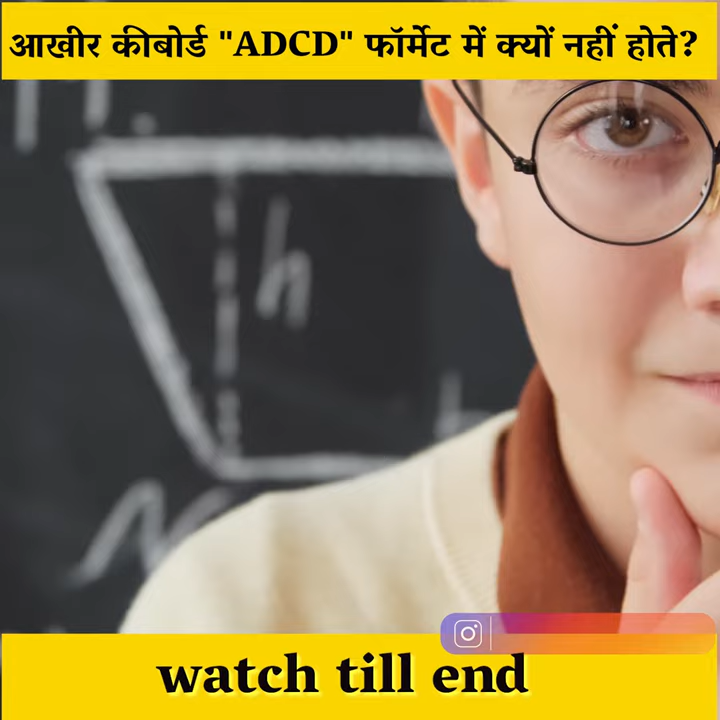 आखीर कीबोर्ड "ADCD" फॉर्मेट में क्यों नहीं होते?
h
watch till end